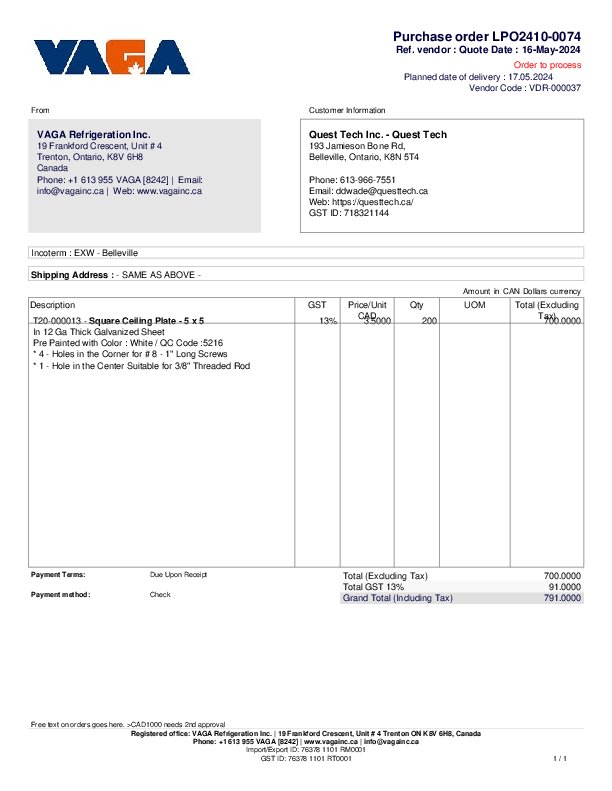 VAGA
Purchase order LPO2410-0074
Ref. vendor : Quote Date : 16-May-2024
Order to process
Planned date of delivery : 17.05.2024
Vendor Code : VDR-000037
From
Customer Information
VAGA Refrigeration Inc.
19 Frankford Crescent, Unit # 4
Trenton, Ontario, K8V 6H8
Canada
Phone: +1 613 955 VAGA [8242] | Email:
info@vagainc.ca | Web: www.vagainc.ca
Quest Tech Inc. - Quest Tech
193 Jamieson Bone Rd,
Belleville, Ontario, K8N 5T4
Phone: 613-966-7551
Email: ddwade@questtech.ca
Web: https://questtech.ca/
GST ID: 718321144
Incoterm : EXW - Belleville
Shipping Address : - SAME AS ABOVE -
Amount in CAN Dollars currency
Description GST Price/Unit CAD Qty UOM Total (Excluding Tax)
T20-000013 - Square Ceiling Plate - 5 x 5 13% 3.5000 200 700.0000
In 12 Ga Thick Galvanized Sheet
Pre Painted with Color : White / QC Code :5216
* 4 - Holes in the Corner for # 8 - 1" Long Screws
* 1 - Hole in the Center Suitable for 3/8" Threaded Rod
Payment Terms: Due Upon Receipt
Payment method: Check
Total (Excluding Tax) 700.0000
Total GST 13% 91.0000
Grand Total (Including Tax) 791.0000
Free text on orders goes here. >CAD1000 needs 2nd approval
Registered office: VAGA Refrigeration Inc. | 19 Frankford Crescent, Unit # 4 Trenton ON K8V 6H8, Canada
Phone: +1 613 955 VAGA [8242] | www.vagainc.ca | info@vagainc.ca
Import/Export ID: 76378 1101 RM0001
GST ID: 76378 1101 RT0001
1 / 1